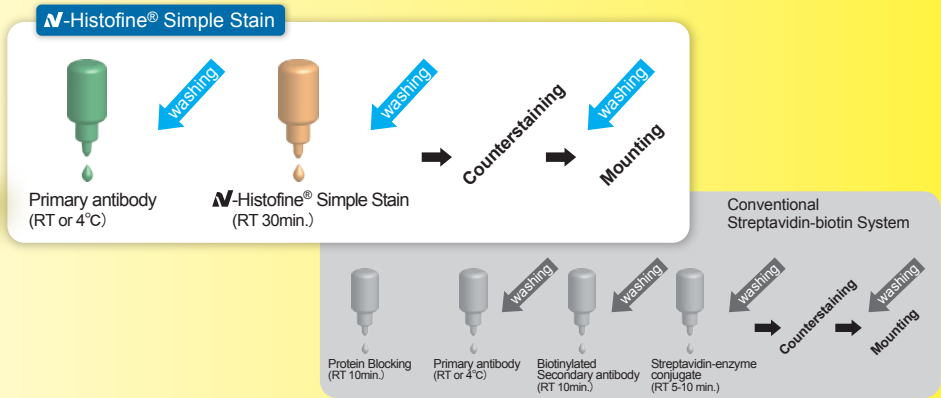 N-Histofine® Simple Stain
washing
washing
washing
Counterstaining
Mounting
Primary antibody
(RT or 4℃)
N-Histofine® Simple Stain
(RT 30min.)
Conventional
Streptavidin-biotin System
washing
washing
washing
washing
Counterstaining
Mounting
Protein Blocking
(RT 10min.)
Primary antibody
(RT or 4℃)
Biotinylated
Secondary antibody
(RT 10min.)
Streptavidin-enzyme
conjugate
(RT 5-10 min.)